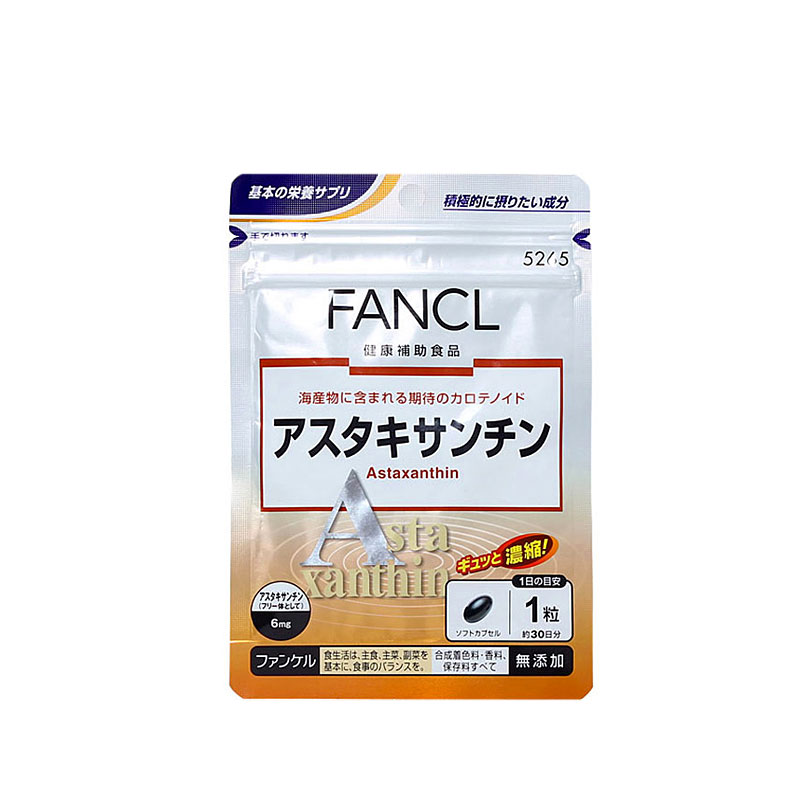 基本の栄養サプリ
積極的に摂りたい成分
手で切れます
5265
FANCL
健康補助食品
海産物に含まれる期待のカロテノイド
アスタキサンチン
Astaxanthin
Asta
xanthin
ギュッと濃縮!
アスタキサンチン
(フリー体として)
6mg
ソフトカプセル
1日の目安
1粒
約30日分
ファンケル
食生活は、主食、主菜、副菜を
基本に、食事のバランスを。
合成着色料・香料、
保存料すべて
無添加